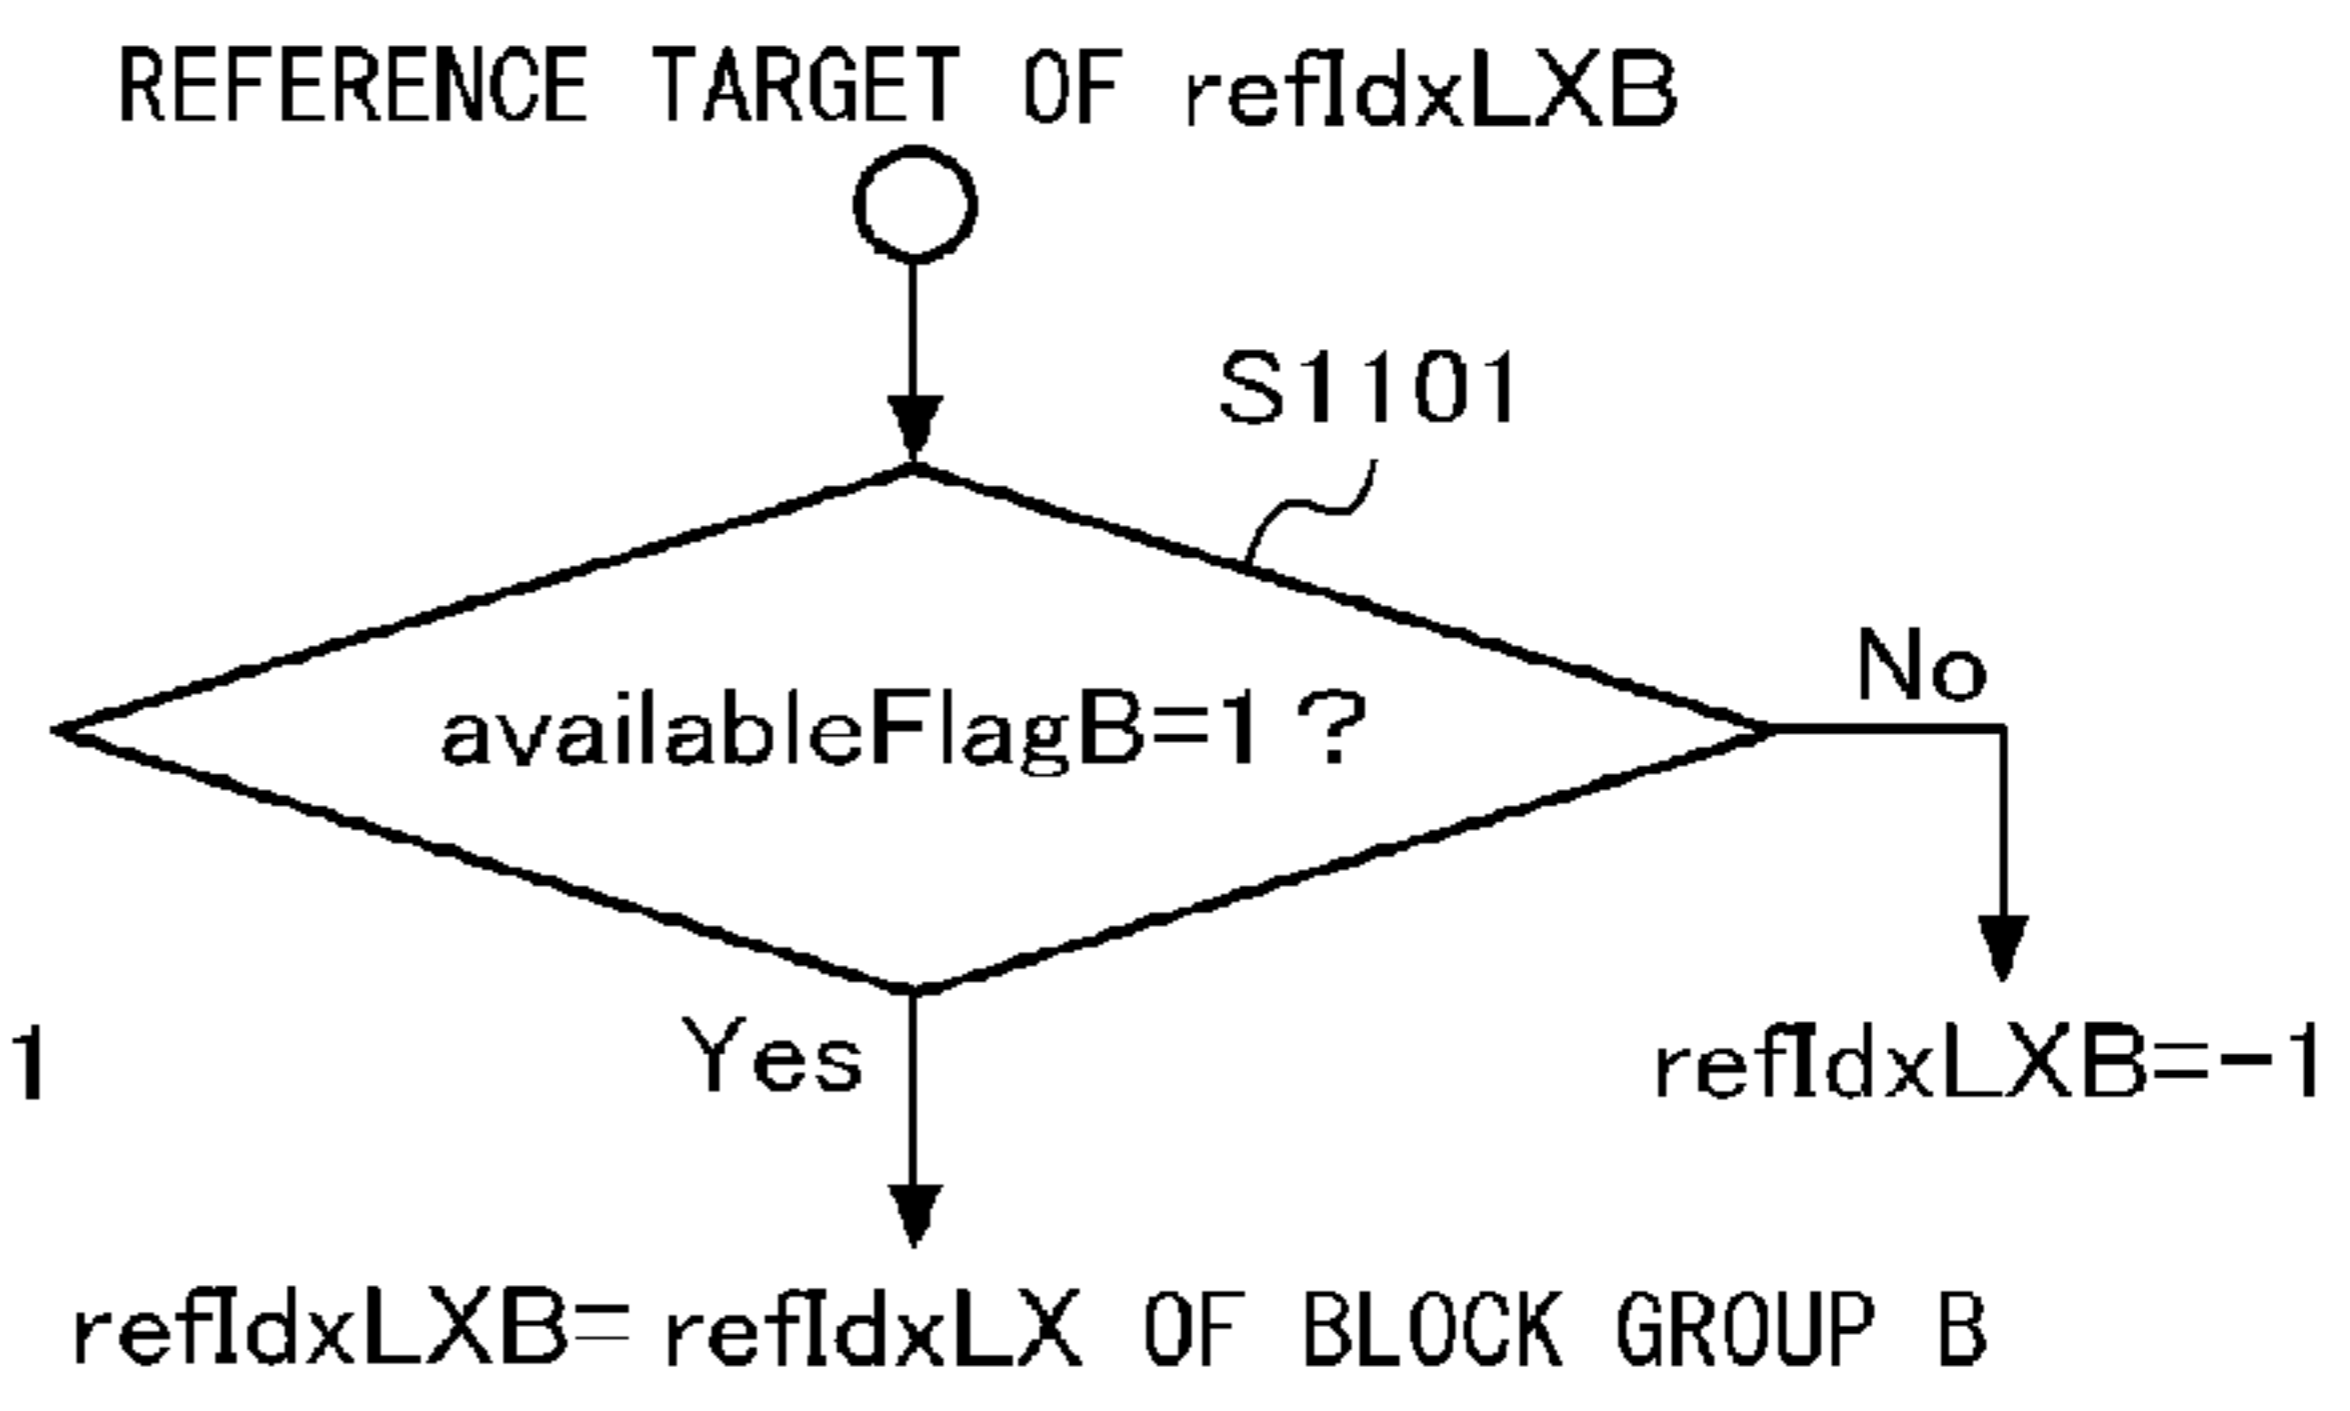 REFERENCE TARGET OF refIdxLXB
S1101
availableFlagB=1?
No
Yes
1
refIdxLXB=-1
refIdxLXB= refIdxLX OF BLOCK GROUP B